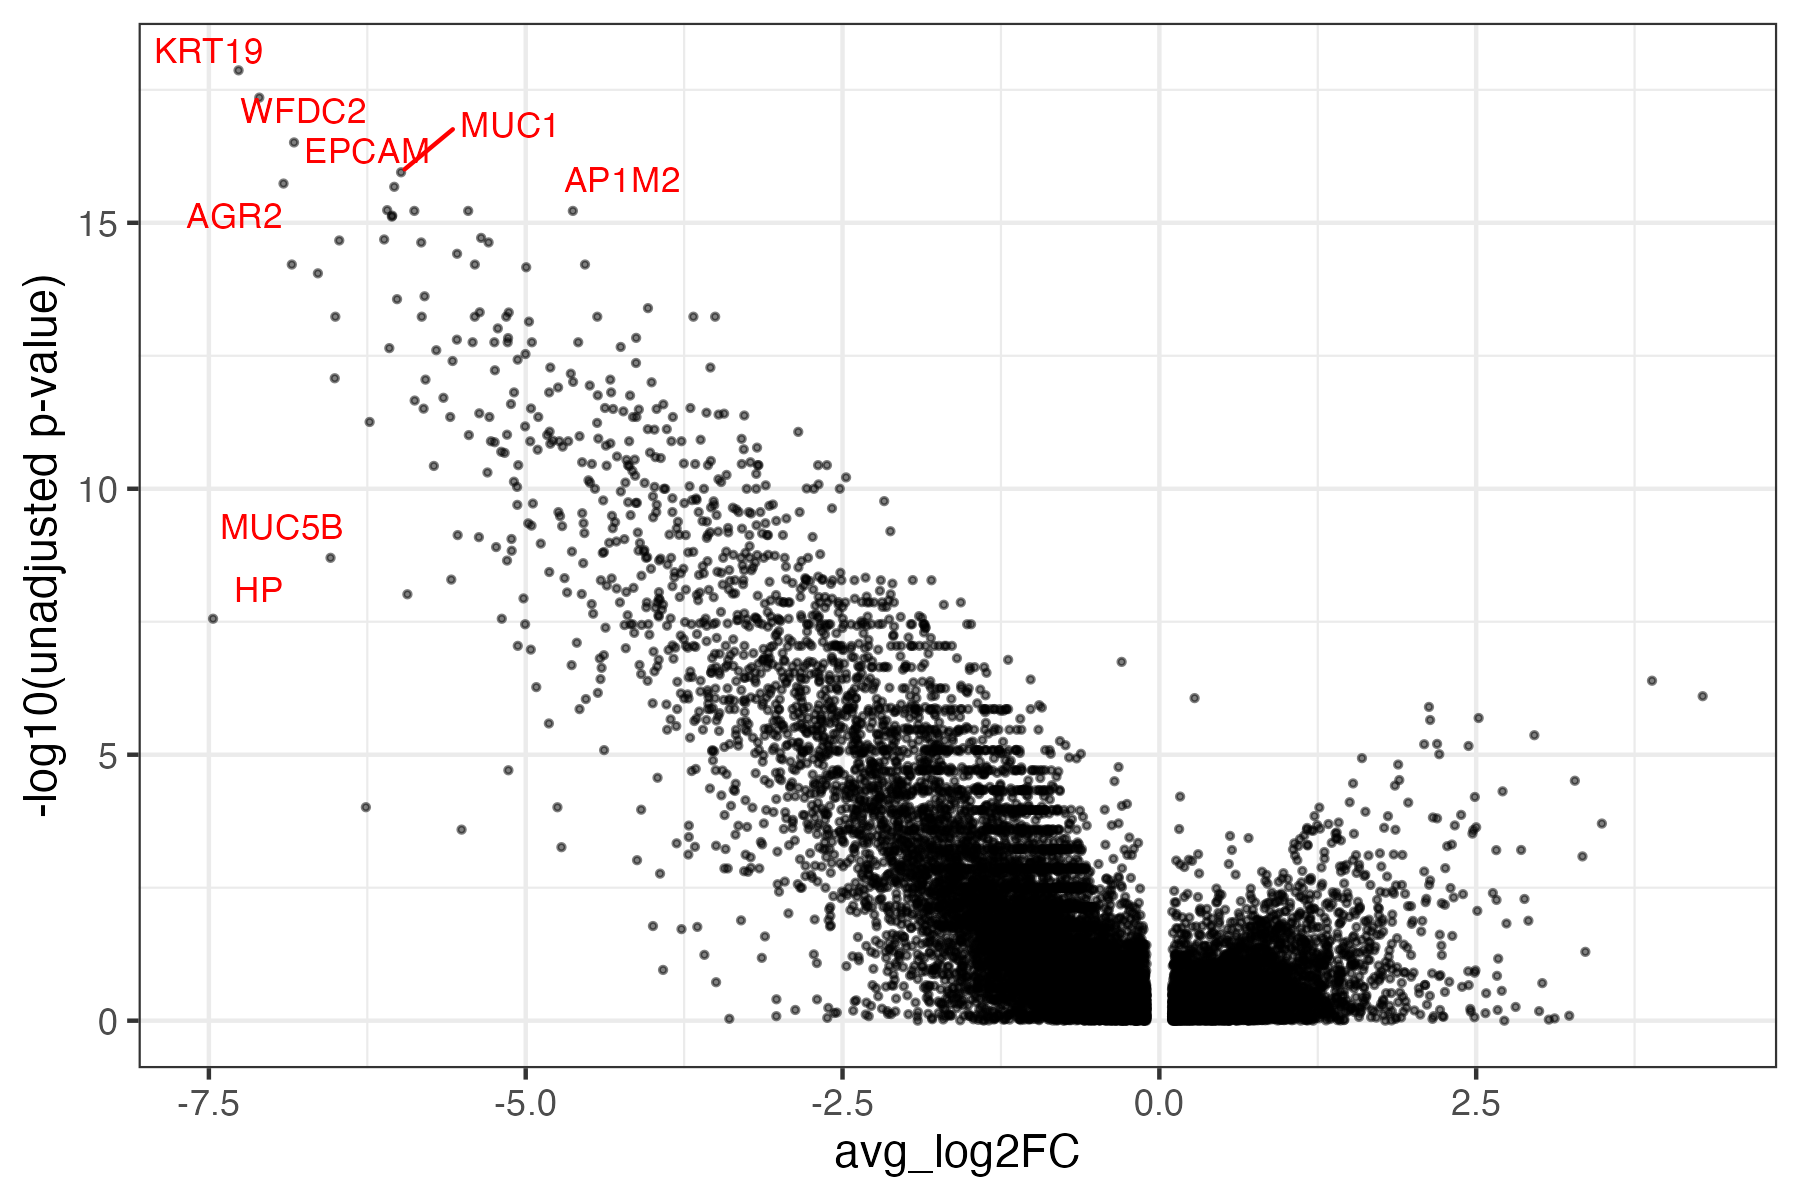 KRT19
WFDC2
MUC1
EPCAM
AP1M2
AGR2
MUC5B
HP
15
10
5
0
-log10(unadjusted p-value)
-7.5
-5.0
-2.5
0.0
2.5
avg_log2FC